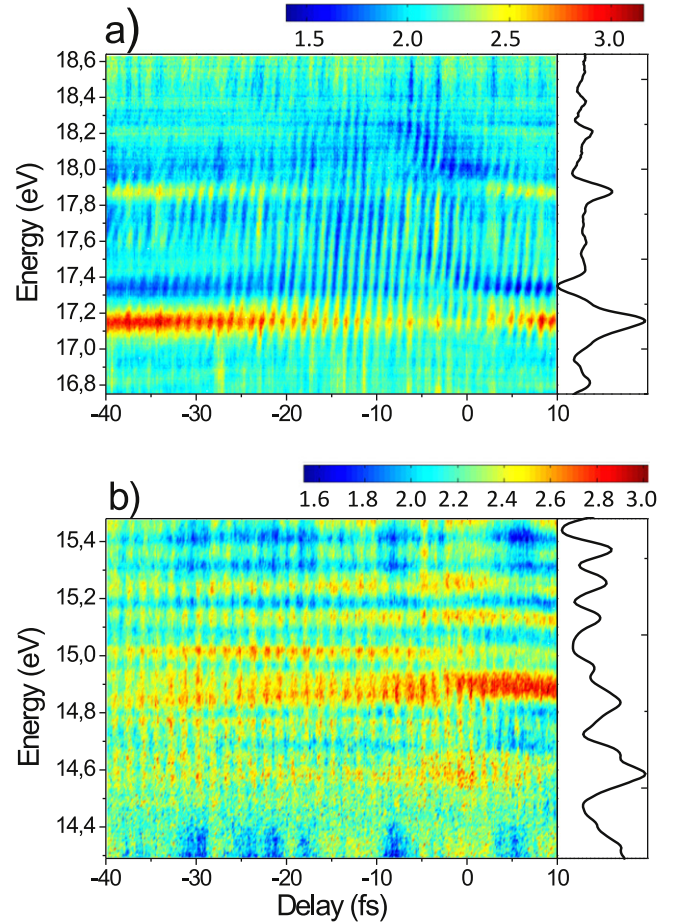 a)
1.5 2.0 2.5 3.0
18,6
18,4
18,2
18,0
17,8
17,6
17,4
17,2
17,0
16,8
Energy (eV)
-40 -30 -20 -10 0 10
b)
1.6 1.8 2.0 2.2 2.4 2.6 2.8 3.0
15,4
15,2
15,0
14,8
14,6
14,4
Energy (eV)
-40 -30 -20 -10 0 10
Delay (fs)